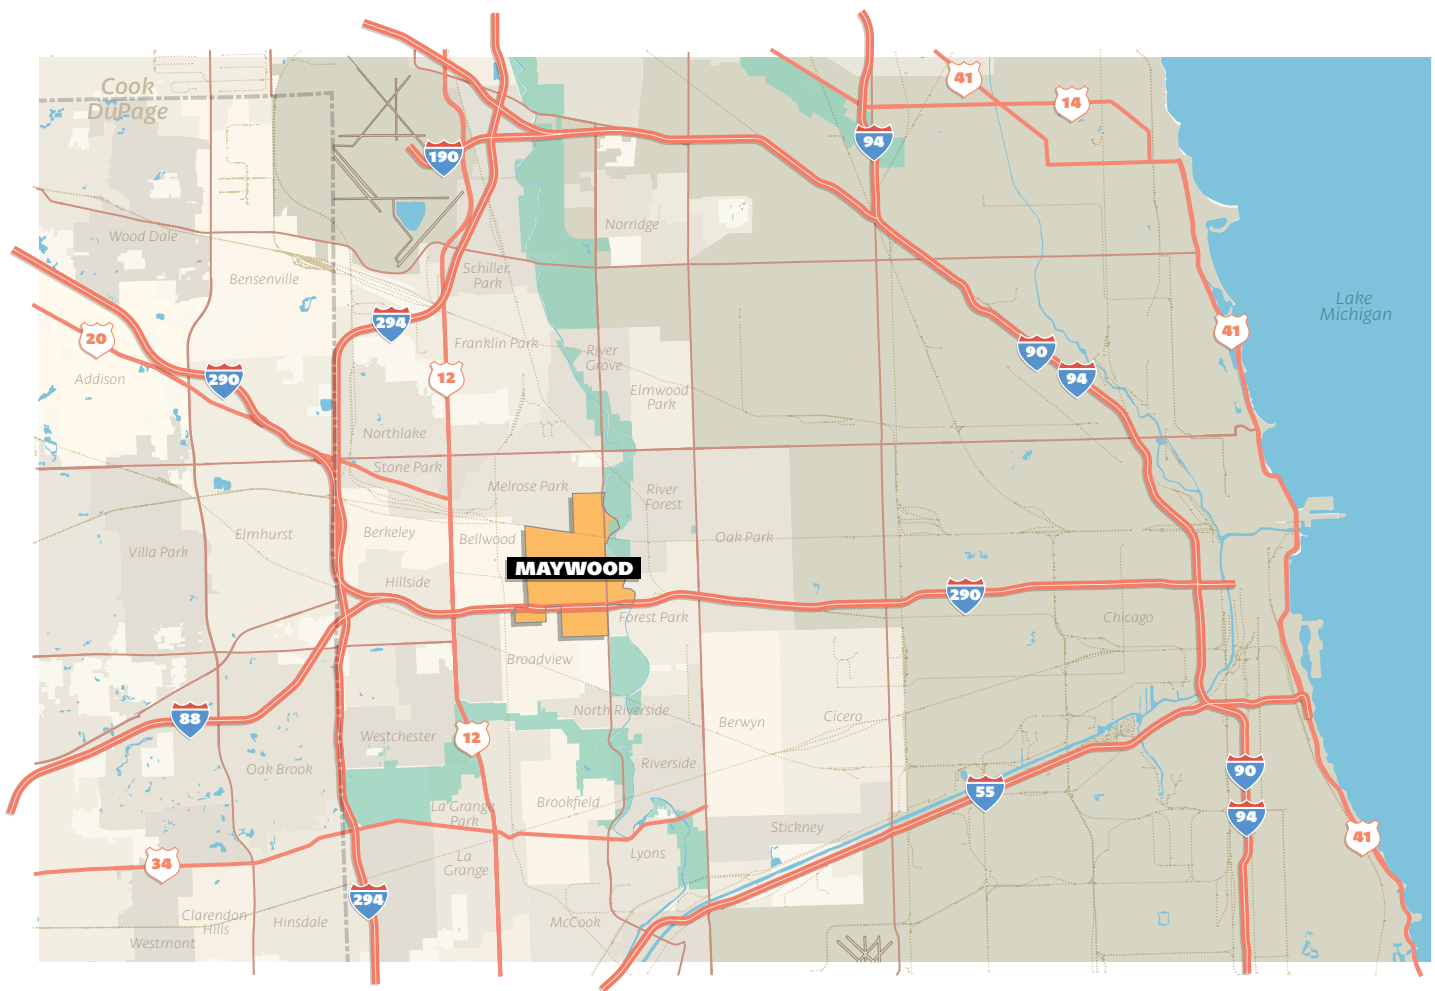 Cook
DuPage
41
14
94
190
Norridge
Wood Dale
Bensenville
Schiller
Park
Lake
Michigan
294
20
41
Franklin Park
River
Grove
90
94
Addison
290
12
Elmwood
Park
Northlake
Stone Park
Melrose Park
River
Forest
Elmhurst
Berkeley
Bellwood
Oak Park
Villa Park
MAYWOOD
Hillside
290
Forest Park
Chicago
Broadview
88
North Riverside
Berwyn
Cicero
Westchester
12
Oak Brook
Riverside
90
55
La Grange
Park
Brookfield
94
Stickney
41
34
La
Grange
Lyons
294
Clarendon
Hills
Hinsdale
McCook
Westmont